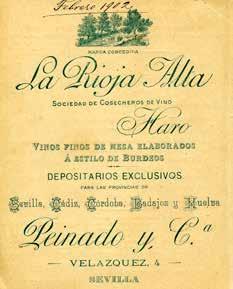 Febrero 1902
MARCA CONCEDIDA
La Rioja Alta
SOCIEDAD DE COSECHEROS DE VINO
Haro
VINOS FINOS DE MESA ELABORADOS
Á ESTILO DE BURDEOS
DEPOSITARIOS EXCLUSIVOS
PARA LAS PROVINCIAS DE
Sevilla, Cádiz, Córdoba, Badajoz y Huelva
Peinado y C.ª
VELAZQUEZ, 4
SEVILLA